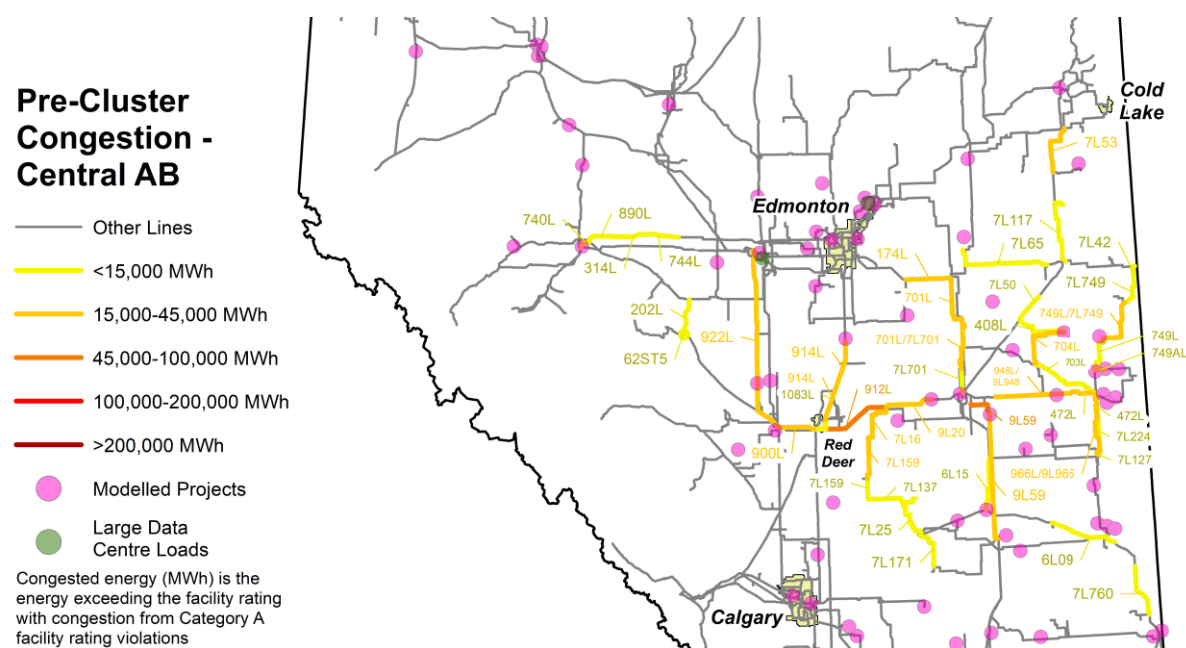 Pre-Cluster
Congestion -
Central AB
Other Lines
<15,000 MWh
15,000-45,000 MWh
45,000-100,000 MWh
100,000-200,000 MWh
>200,000 MWh
Modelled Projects
Large Data
Centre Loads
Congested energy (MWh) is the
energy exceeding the facility rating
with congestion from Category A
facility rating violations
Cold
Lake
7L53
Edmonton
740L
890L
314L
744L
7L117
7L65
7L42
174L
7L749
7L50
701L
749L/7L749
202L
408L
922L
701L/7L701
704L
749L
62ST5
914L
749AL
7L701
703L
914L
1083L
912L
948L/
9L948
472L
472L
9L59
7L16
9L20
7L224
900L
Red
Deer
7L159
7L127
6L15
966L/9L966
7L159
7L137
9L59
7L25
7L171
6L09
7L760
Calgary